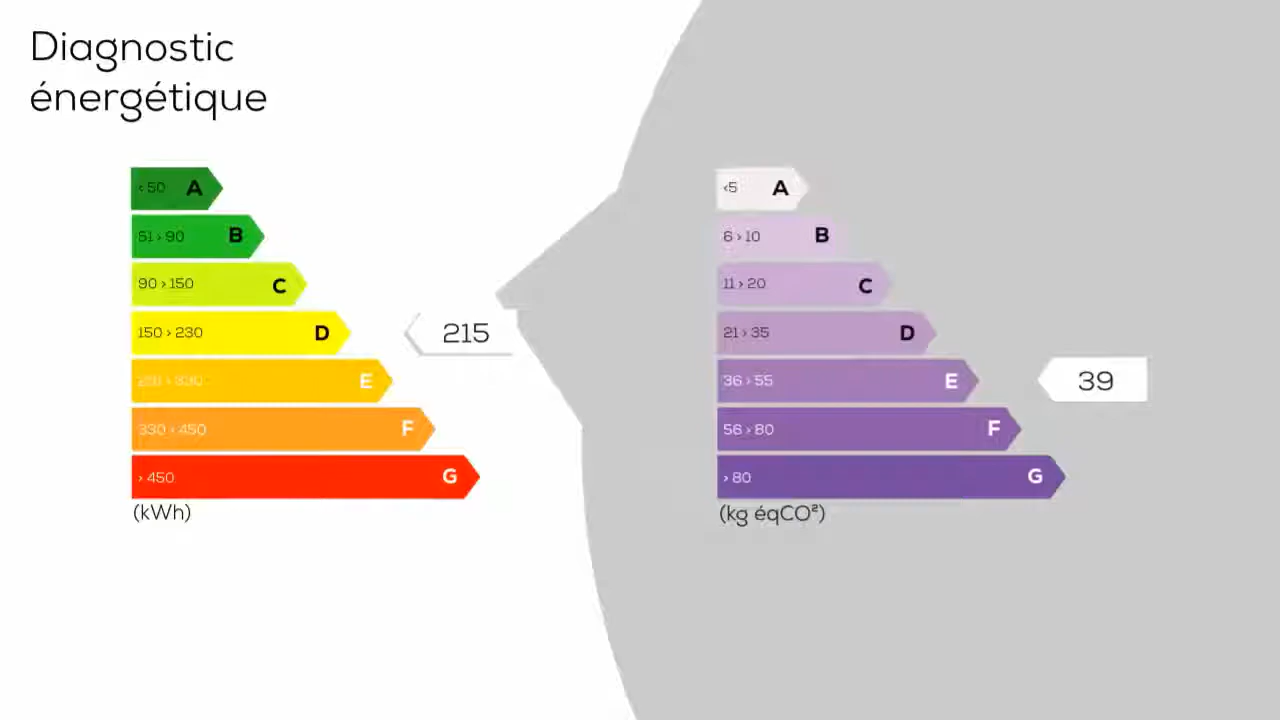 Diagnostic
énergétique
< 50 A
51 > 90 B
90 > 150 C
150 > 230 D
215
E
330 > 450 F
> 450 G
(kWh)
<5 A
6 > 10 B
11 > 20 C
21 > 35 D
36 > 55 E
39
56 > 80 F
> 80 G
(kg éqCO²)